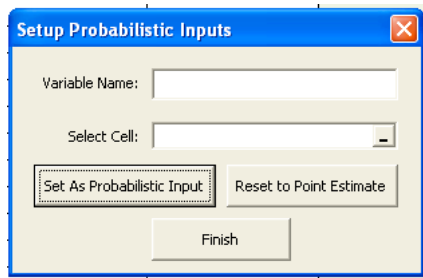 Setup Probabilistic Inputs
Variable Name:
Select Cell:
Set As Probabilistic Input Reset to Point Estimate
Finish